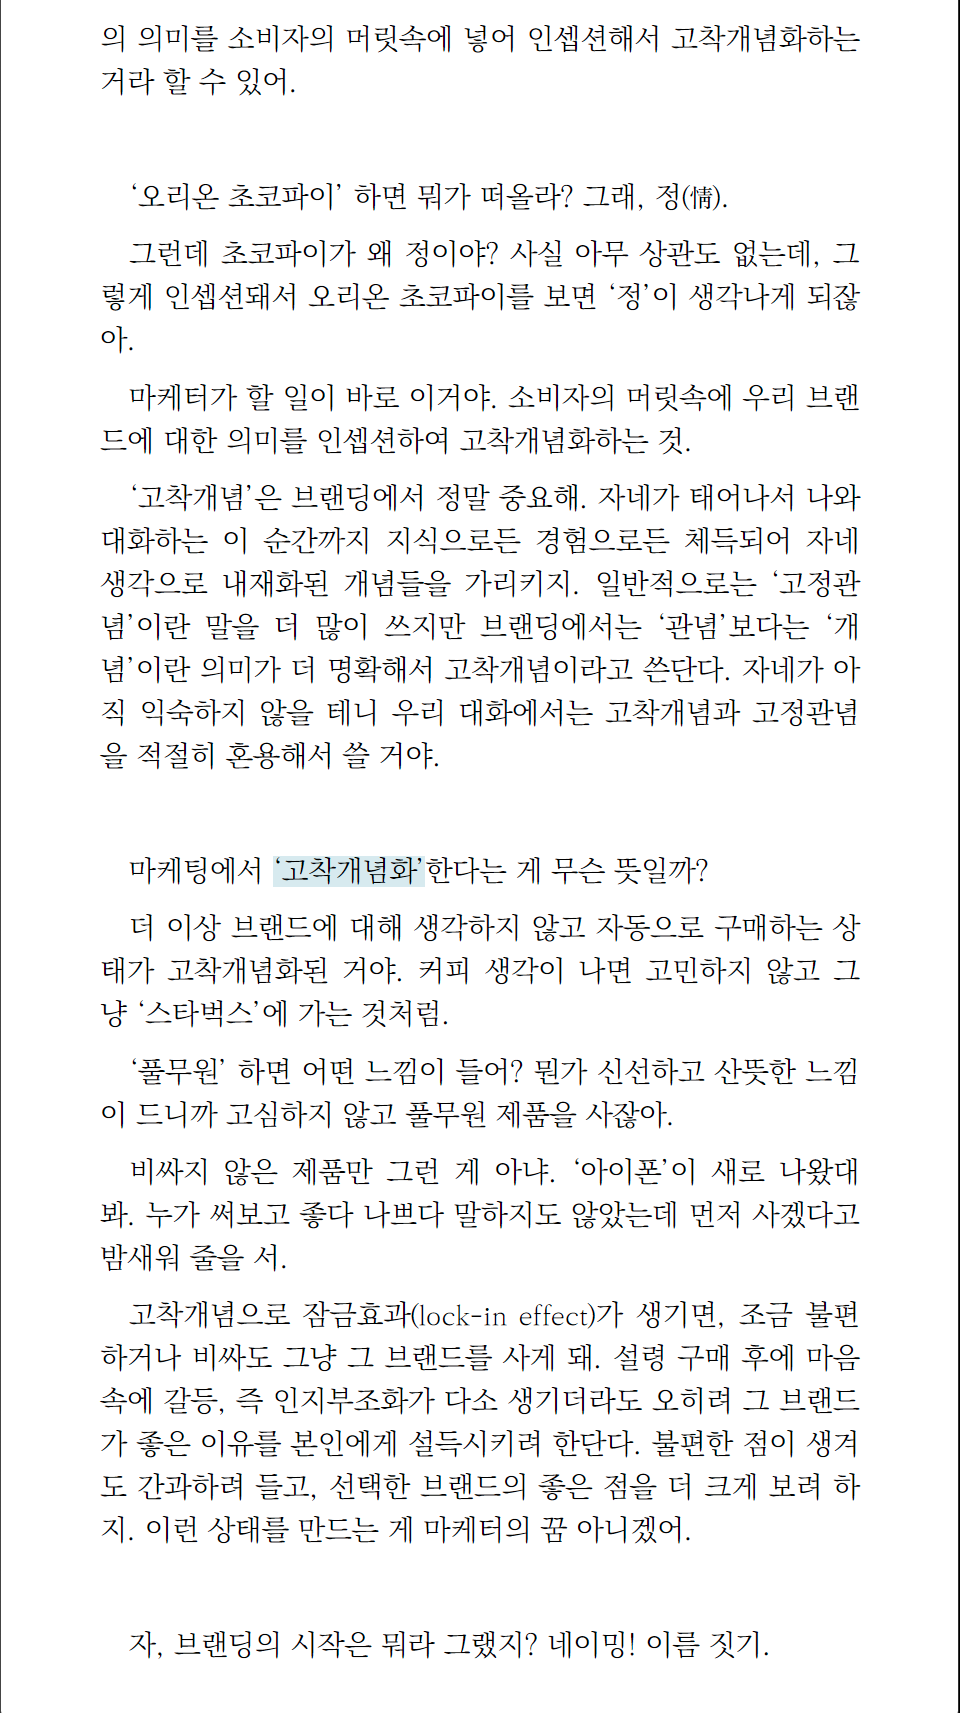 의 의미를 소비자의 머릿속에 넣어 인셉션해서 고착개념화하는
거라 할 수 있어.
‘오리온 초코파이’ 하면 뭐가 떠올라? 그래, 정(情).
그런데 초코파이가 왜 정이야? 사실 아무 상관도 없는데, 그
렇게 인셉션돼서 오리온 초코파이를 보면 ‘정’이 생각나게 되잖
아.
마케터가 할 일이 바로 이거야. 소비자의 머릿속에 우리 브랜
드에 대한 의미를 인셉션하여 고착개념화하는 것.
‘고착개념’은 브랜딩에서 정말 중요해. 자네가 태어나서 나와
대화하는 이 순간까지 지식으로든 경험으로든 체득되어 자네
생각으로 내재화된 개념들을 가리키지. 일반적으로는 ‘고정관
념’이란 말을 더 많이 쓰지만 브랜딩에서는 ‘관념’보다는 ‘개
념’이란 의미가 더 명확해서 고착개념이라고 쓴단다. 자네가 아
직 익숙하지 않을 테니 우리 대화에서는 고착개념과 고정관념
을 적절히 혼용해서 쓸 거야.
마케팅에서 ‘고착개념화’한다는 게 무슨 뜻일까?
더 이상 브랜드에 대해 생각하지 않고 자동으로 구매하는 상
태가 고착개념화된 거야. 커피 생각이 나면 고민하지 않고 그
냥 ‘스타벅스’에 가는 것처럼.
‘풀무원’ 하면 어떤 느낌이 들어? 뭔가 신선하고 산뜻한 느낌
이 드니까 고심하지 않고 풀무원 제품을 사잖아.
비싸지 않은 제품만 그런 게 아냐. ‘아이폰’이 새로 나왔대
봐. 누가 써보고 좋다 나쁘다 말하지도 않았는데 먼저 사겠다고
밤새워 줄을 서.
고착개념으로 잠금효과(lock-in effect)가 생기면, 조금 불편
하거나 비싸도 그냥 그 브랜드를 사게 돼. 설령 구매 후에 마음
속에 갈등, 즉 인지부조화가 다소 생기더라도 오히려 그 브랜드
가 좋은 이유를 본인에게 설득시키려 한단다. 불편한 점이 생겨
도 간과하려 들고, 선택한 브랜드의 좋은 점을 더 크게 보려 하
지. 이런 상태를 만드는 게 마케터의 꿈 아니겠어.
자, 브랜딩의 시작은 뭐라 그랬지? 네이밍! 이름 짓기.